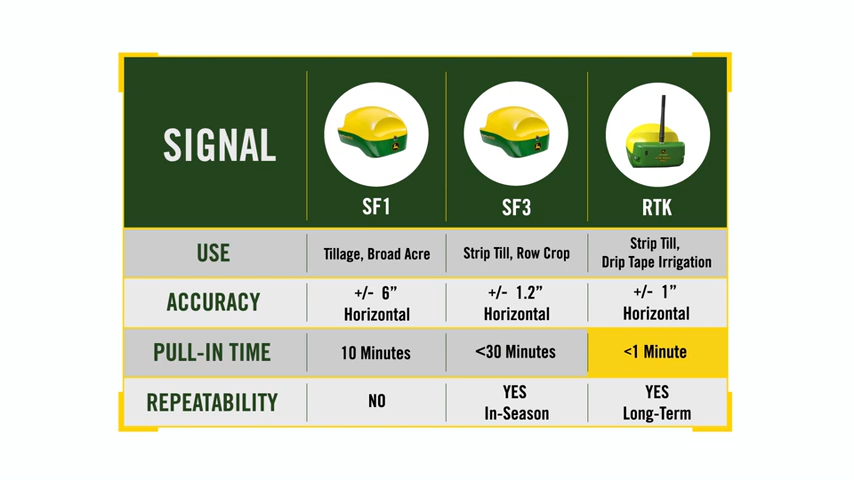 SIGNAL
SF1
SF3
RTK
USE
Tillage, Broad Acre
Strip Till, Row Crop
Strip Till,
Drip Tape Irrigation
ACCURACY
+/- 6”
Horizontal
+/- 1.2”
Horizontal
+/- 1”
Horizontal
PULL-IN TIME
10 Minutes
<30 Minutes
<1 Minute
REPEATABILITY
NO
YES
In-Season
YES
Long-Term